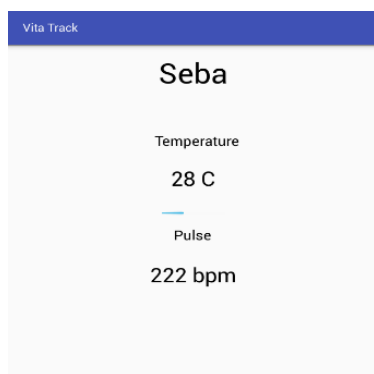 Vita Track
Seba
Temperature
28 C
Pulse
222 bpm